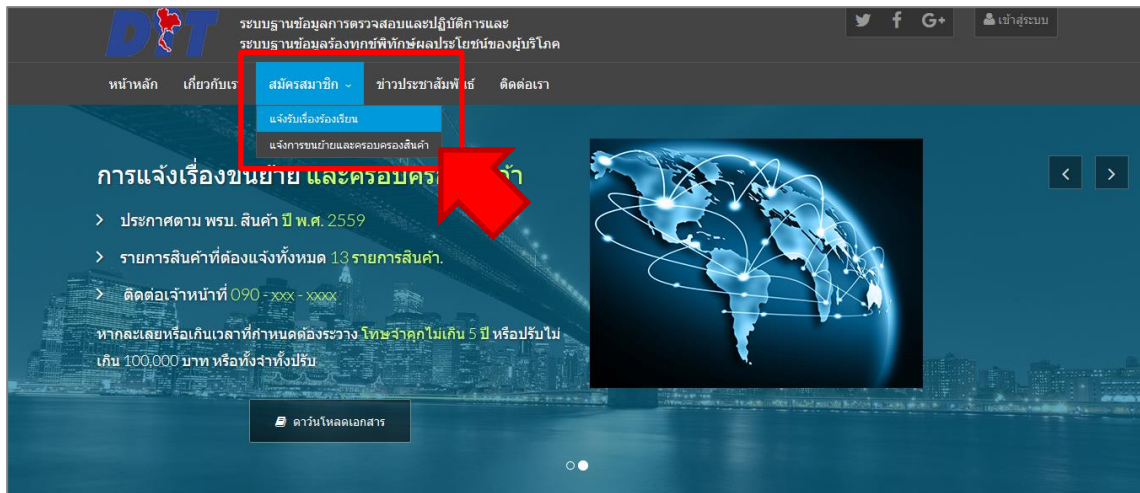 DIT
ระบบฐานข้อมูลการตรวจสอบและปฏิบัติการและ
ระบบฐานข้อมูลร้องทุกข์พิทักษ์ผลประโยชน์ของผู้บริโภค
G+
เข้าสู่ระบบ
หน้าหลัก เกี่ยวกับเรา สมัครสมาชิก ข่าวประชาสัมพันธ์ ติดต่อเรา
แจ้งรับเรื่องร้องเรียน
แจ้งการขนย้ายและครอบครองสินค้า
การแจ้งเรื่องขนย้าย และครอบคร
ประกาศตาม พรบ. สินค้า ปี พ.ศ. 2559
รายการสินค้าที่ต้องแจ้งทั้งหมด 13 รายการสินค้า.
ติดต่อเจ้าหน้าที่ 090 - xxx - xxxx
หากละเลยหรือเกินเวลาที่กำหนดต้องระวาง โทษจำคุกไม่เกิน 5 ปี หรือปรับไม่
เกิน 100,000 บาท หรือทั้งจำทั้งปรับ
ดาว์นโหลดเอกสาร